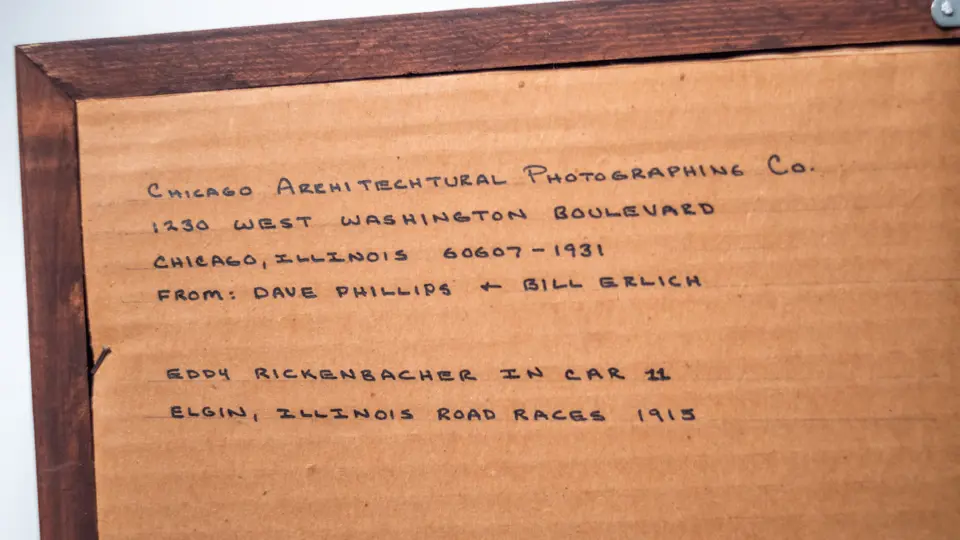 CHICAGO ARCHITECHTURAL PHOTOGRAPHING CO.
1230 WEST WASHINGTON BOULEVARD
CHICAGO, ILLINOIS 60607-1931
FROM: DAVE PHILLIPS + BILL ERLICH
EDDY RICKENBACHER IN CAR 11
ELGIN, ILLINOIS ROAD RACES 1915